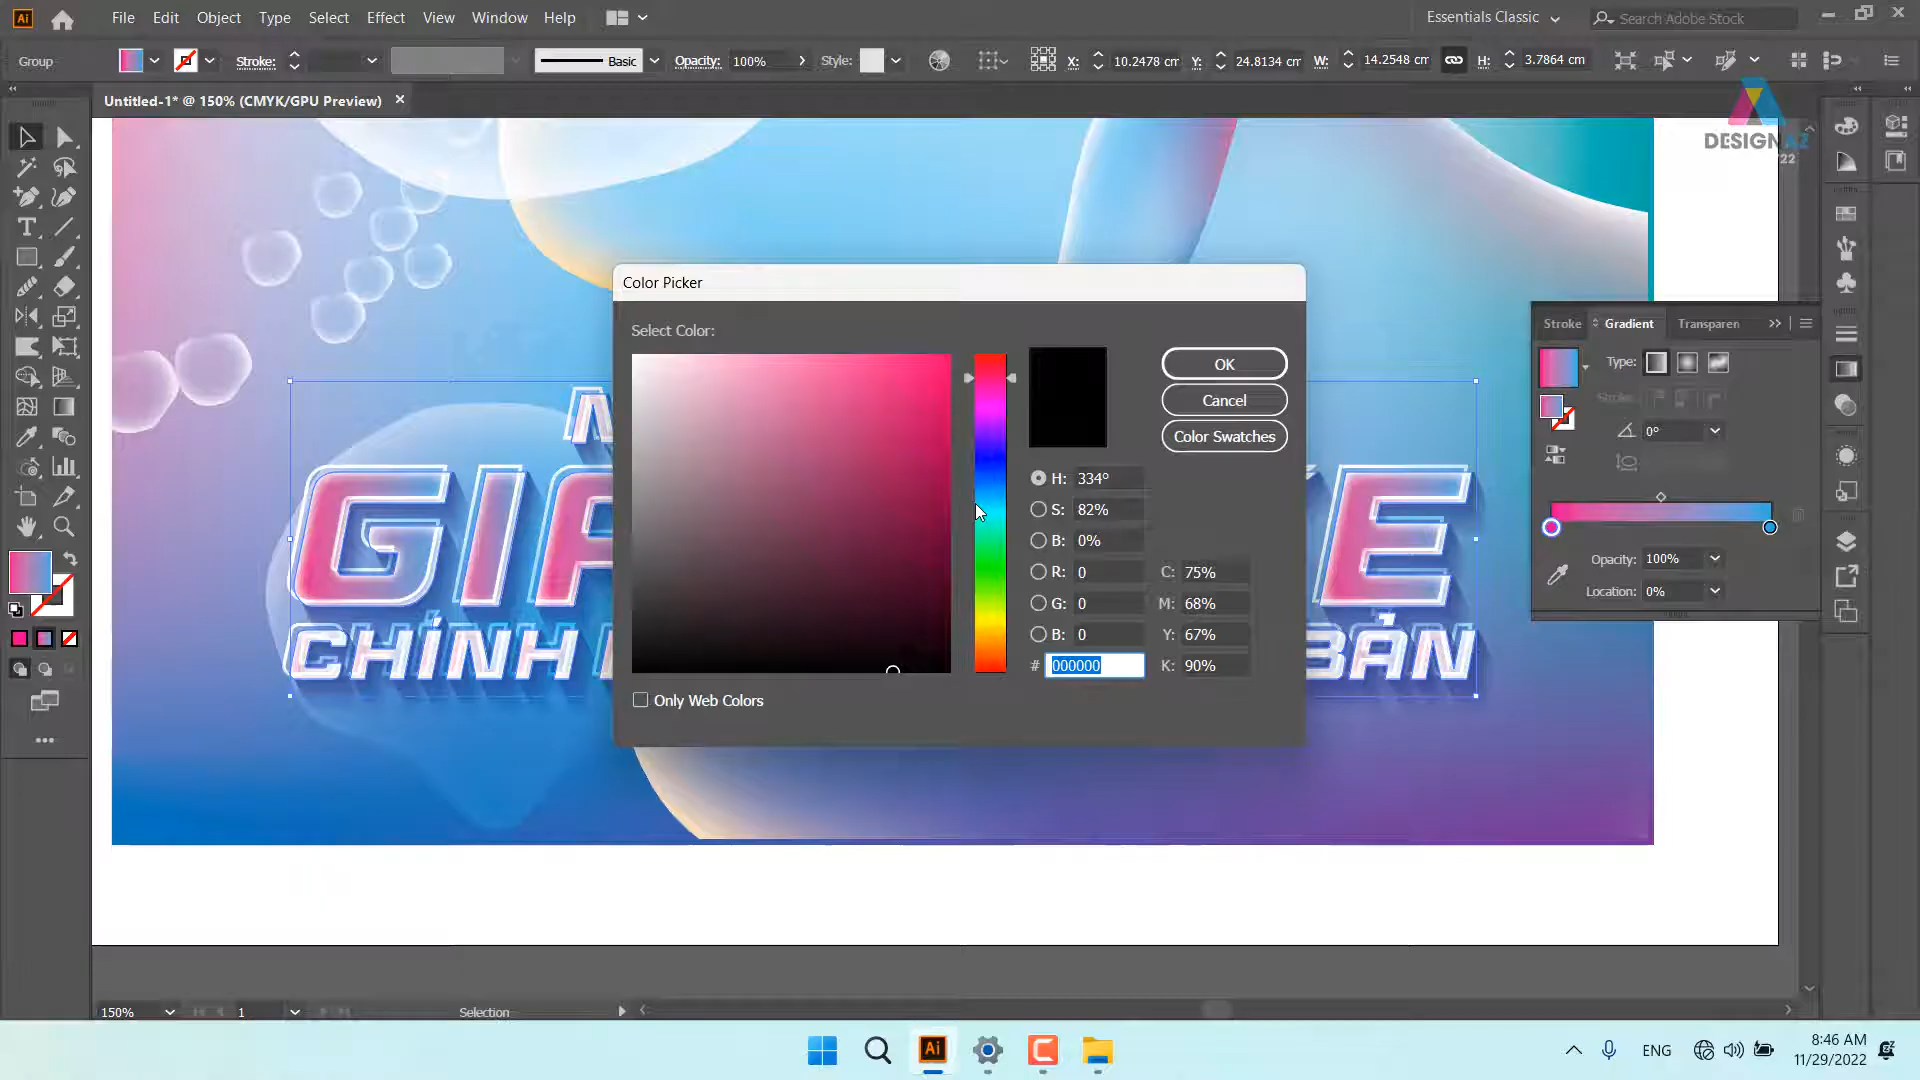 File Edit Object Type Select Effect View Window Help
Essentials Classic
Search Adobe Stock
Group
Stroke:
Basic
Opacity: 100%
Style:
X: 10.2478 cm
Y: 24.8134 cm
W: 14.2548 cm
H: 3.7864 cm
Untitled-1* @ 150% (CMYK/GPU Preview)
DESIGN
22
GI
E
CHÍNH
BẢN
Color Picker
Select Color:
OK
Cancel
Color Swatches
H: 334°
S: 82%
B: 0%
R: 0
C: 75%
G: 0
M: 68%
B: 0
Y: 67%
# 000000
K: 90%
Only Web Colors
Stroke
Gradient
Transparen
Type:
Stroke:
0°
Opacity: 100%
Location: 0%
150%
1
Selection
Ai
ENG
8:46 AM
11/29/2022